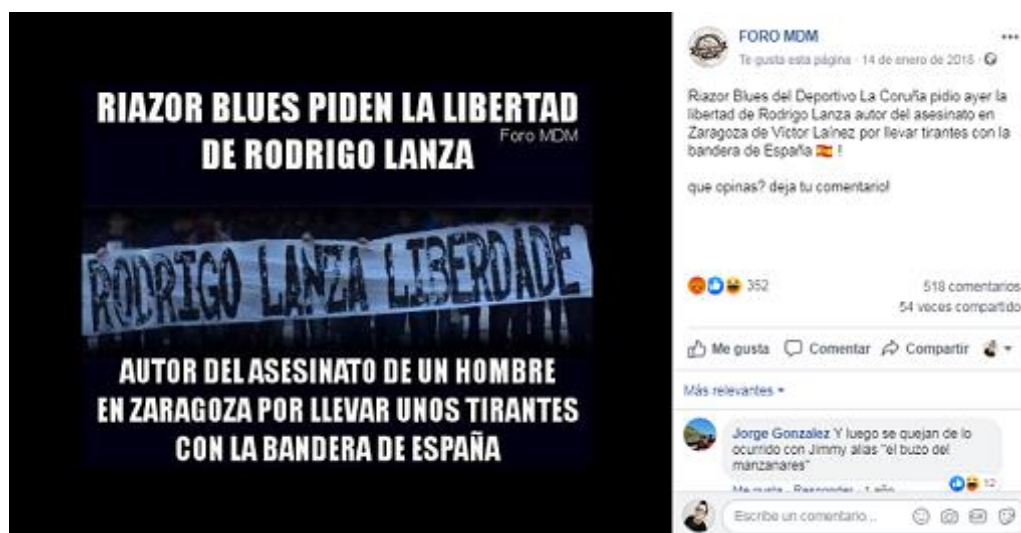 RIAZOR BLUES PIDEN LA LIBERTAD
Foro MDM
DE RODRIGO LANZA
RODRIGO LANZA LIBERDADE
AUTOR DEL ASESINATO DE UN HOMBRE
EN ZARAGOZA POR LLEVAR UNOS TIRANTES
CON LA BANDERA DE ESPAÑA
FORO MDM
Te gusta esta página · 14 de enero de 2018 ·
Riazor Blues del Deportivo La Coruña pidio ayer la
libertad de Rodrigo Lanza autor del asesinato en
Zaragoza de Victor Laínez por llevar tirantes con la
bandera de España 🇪🇸 !
que opinas? deja tu comentario!
352
518 comentarios
54 veces compartido
Me gusta Comentar Compartir
Más relevantes
Jorge Gonzalez Y luego se quejan de lo
ocurrido con Jimmy alias "el buzo del
manzanares"
Me gusta · Responder · 1 año
12
Escribe un comentario...